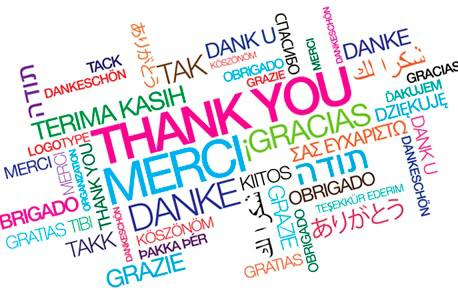 תודה
TACK
DANKESCHÖN
ありがとう
TAK
DANK U
KÖSZÖNÖM
OBRIGADO
GRAZIE
СПАСИБО
MERCI
DANKESCHÖN
DANKE
شكرا لك
GRACIAS
TERIMA KASIH
THANK YOU
ĎAKUJEM
DZIĘKUJĘ
LOGOTYPE
MERCI
MERCI
ORGANIZATION
THANK YOU
MERCI
¡GRACIAS
ΣΑΣ ΕΥΧΑΡΙΣΤΩ
תודה
DANK U
DANKESCHÖN
BRIGADO
GRATIAS TIBI
TAKK
DANKESCHÖN
DANKE
KÖSZÖNÖM
ÞAKKA ÞÉR
GRAZIE
KIITOS
GRAZIE
OBRIGADO
TEŞEKKÜR EDERIM
ありがとう
OBRIGADO
GRATIAS